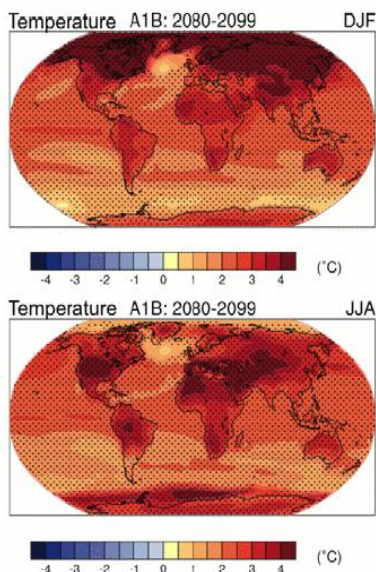 Temperature A1B: 2080-2099 DJF
-4 -3 -2 -1 0 1 2 3 4 (°C)
Temperature A1B: 2080-2099 JJA
-4 -3 -2 -1 0 1 2 3 4 (°C)